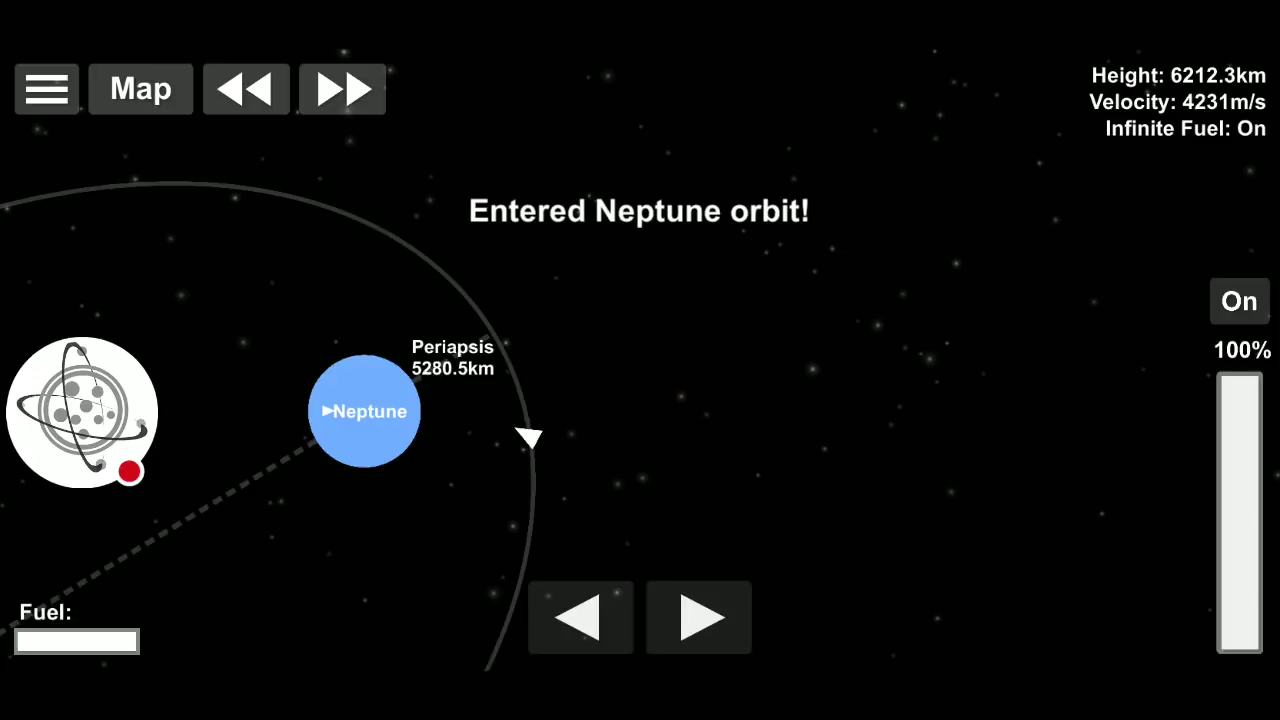 Map
Height: 6212.3km
Velocity: 4231m/s
Infinite Fuel: On
Entered Neptune orbit!
On
100%
Periapsis
5280.5km
Neptune
Fuel: